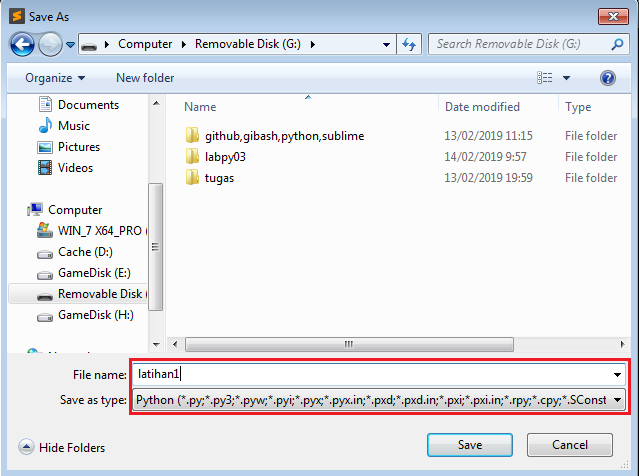 Save As
Computer Removable Disk (G:)
Search Removable Disk (G:)
Organize New folder
Documents
Music
Pictures
Videos
Computer
WIN_7 X64_PRO (
Cache (D:)
GameDisk (E:)
Removable Disk (
GameDisk (H:)
Name Date modified Type
github,gibash,python,sublime 13/02/2019 11:15 File folder
labpy03 14/02/2019 9:57 File folder
tugas 13/02/2019 19:59 File folder
File name: latihan1
Save as type: Python (*.py;*.py3;*.pyw;*.pyi;*.pyx;*.pyx.in;*.pxd;*.pxd.in;*.pxi;*.pxi.in;*.rpy;*.cpy;*.SConst
Hide Folders Save Cancel